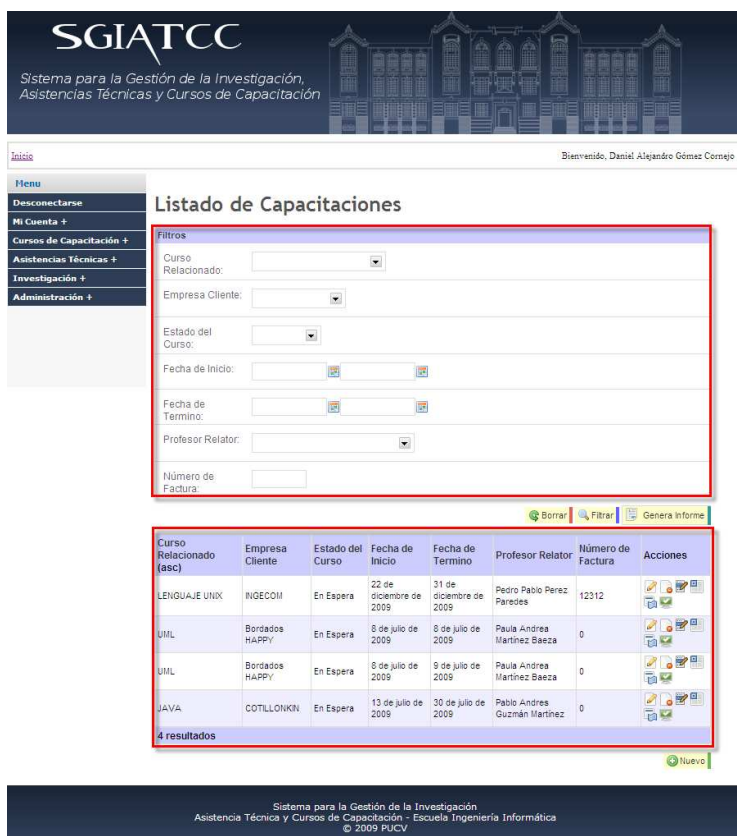 SGIATCC
Sistema para la Gestión de la Investigación,
Asistencias Técnicas y Cursos de Capacitación
Inicio
Bienvenido, Daniel Alejandro Gómez Cornejo
Menu
Desconectarse
Mi Cuenta +
Cursos de Capacitación +
Asistencias Técnicas +
Investigación +
Administración +
Listado de Capacitaciones
Filtros
Curso
Relacionado:
Empresa Cliente:
Estado del
Curso:
Fecha de Inicio:
Fecha de
Termino:
Profesor Relator:
Número de
Factura:
Borrar Filtrar Genera Informe
Curso Relacionado (asc) Empresa Cliente Estado del Curso Fecha de Inicio Fecha de Termino Profesor Relator Número de Factura Acciones
LENGUAJE UNIX INGECOM En Espera 22 de diciembre de 2009 31 de diciembre de 2009 Pedro Pablo Perez Paredes 12312
UML Bordados HAPPY En Espera 8 de julio de 2009 8 de julio de 2009 Paula Andrea Martínez Baeza 0
UML Bordados HAPPY En Espera 8 de julio de 2009 9 de julio de 2009 Paula Andrea Martínez Baeza 0
JAVA COTILLONKIN En Espera 13 de julio de 2009 30 de julio de 2009 Pablo Andrea Guzmán Martínez 0
4 resultados
Nuevo
Sistema para la Gestión de la Investigación
Asistencia Técnica y Cursos de Capacitación - Escuela Ingeniería Informática
© 2009 PUCV